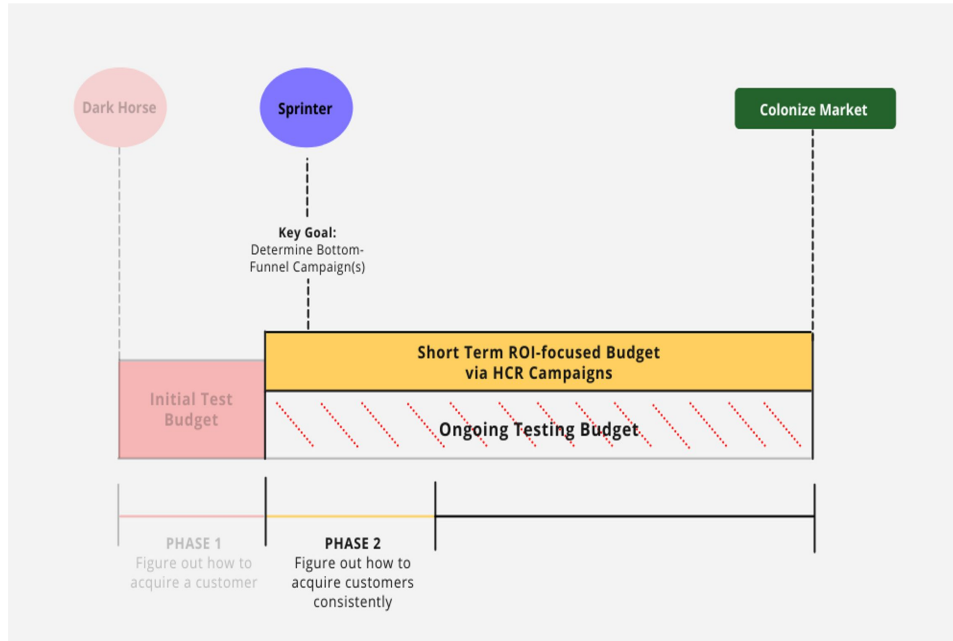 Dark Horse
Sprinter
Colonize Market
Key Goal:
Determine Bottom-
Funnel Campaign(s)
Short Term ROI-focused Budget
via HCR Campaigns
Initial Test
Budget
Ongoing Testing Budget
PHASE 1
Figure out how to
acquire a customer
PHASE 2
Figure out how to
acquire customers
consistently